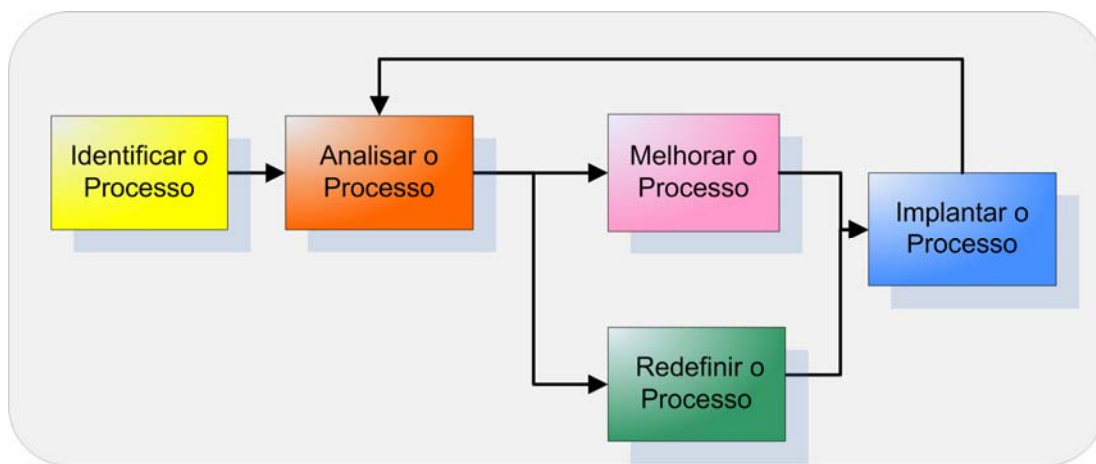 Identificar o
Processo
Analisar o
Processo
Melhorar o
Processo
Redefinir o
Processo
Implantar o
Processo